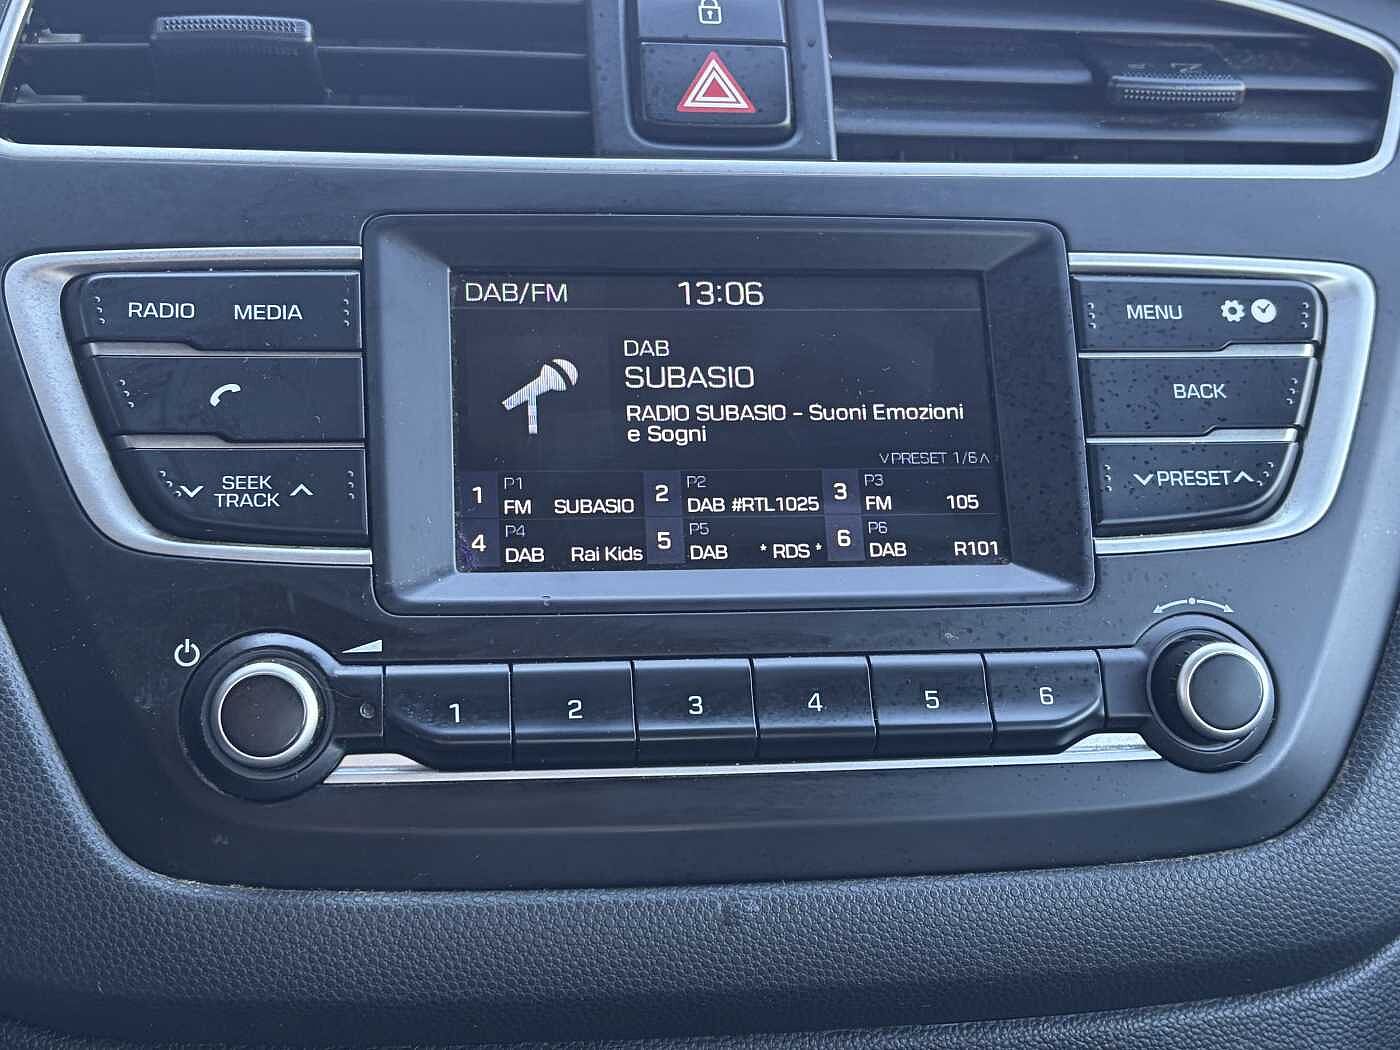 DAB/FM 13:06
DAB
SUBASIO
RADIO SUBASIO - Suoni Emozioni
e Sogni
PRESET 1/6
1 P1 FM SUBASIO
2 P2 DAB #RTL1025
3 P3 FM 105
4 P4 DAB Rai Kids
5 P5 DAB * RDS *
6 P6 DAB R101
RADIO MEDIA
SEEK
TRACK
MENU
BACK
PRESET
1 2 3 4 5 6